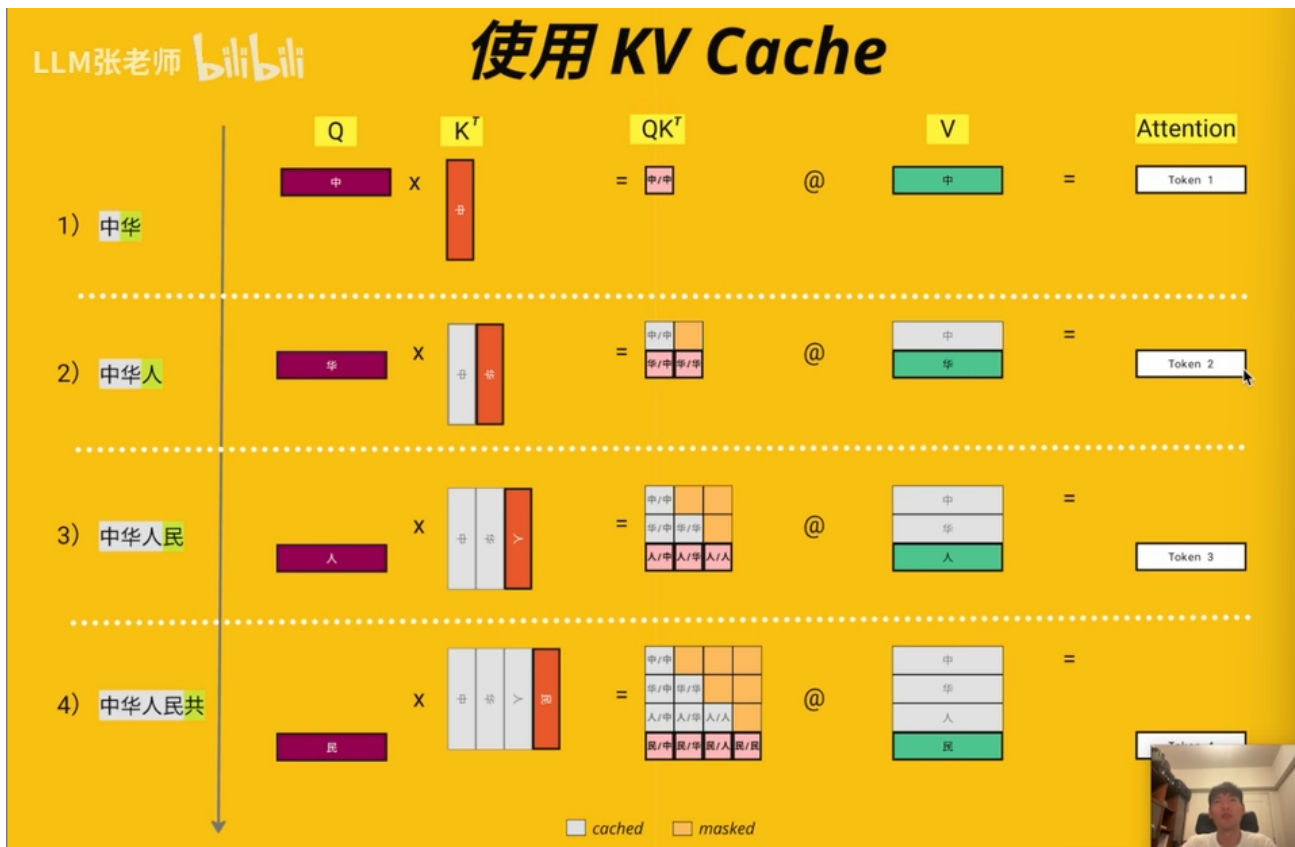 LLM张老师 bilibili
使用 KV Cache
Q K^T QK^T V Attention
中 x 中 = 中/中 @ 中 = Token 1
1) 中华
中/中 中 =
2) 中华人 华 x 中 华 = 华/中 华/华 @ 华 Token 2
中/中 中 =
3) 中华人民 x 中 华 人 = 华/中 华/华 @ 华
人 人/中 人/华 人/人 人 Token 3
中/中 中 =
华/中 华/华 华
4) 中华人民共 x 中 华 人 民 = 人/中 人/华 人/人 @ 人
民 民/中 民/华 民/人 民/民 民
cached masked